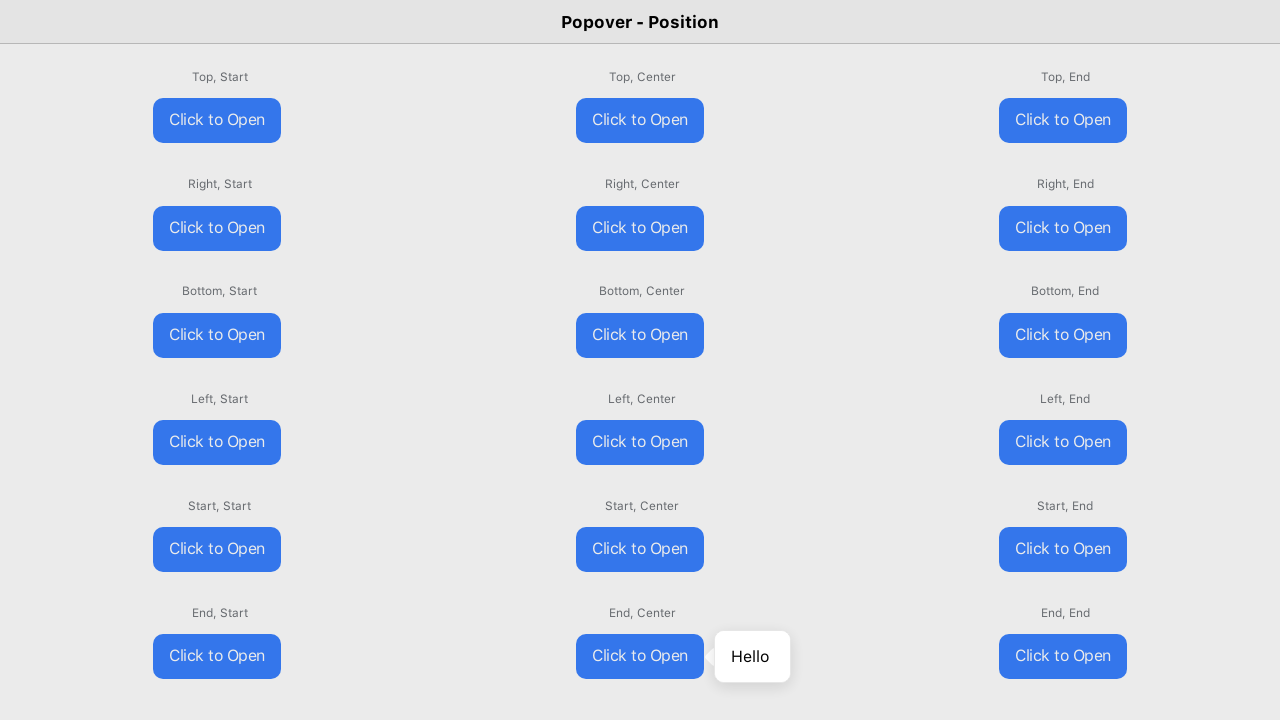 Popover - Position
Top, Start
Top, Center
Top, End
Click to Open
Click to Open
Click to Open
Right, Start
Right, Center
Right, End
Click to Open
Click to Open
Click to Open
Bottom, Start
Bottom, Center
Bottom, End
Click to Open
Click to Open
Click to Open
Left, Start
Left, Center
Left, End
Click to Open
Click to Open
Click to Open
Start, Start
Start, Center
Start, End
Click to Open
Click to Open
Click to Open
End, Start
End, Center
End, End
Click to Open
Click to Open
Hello
Click to Open